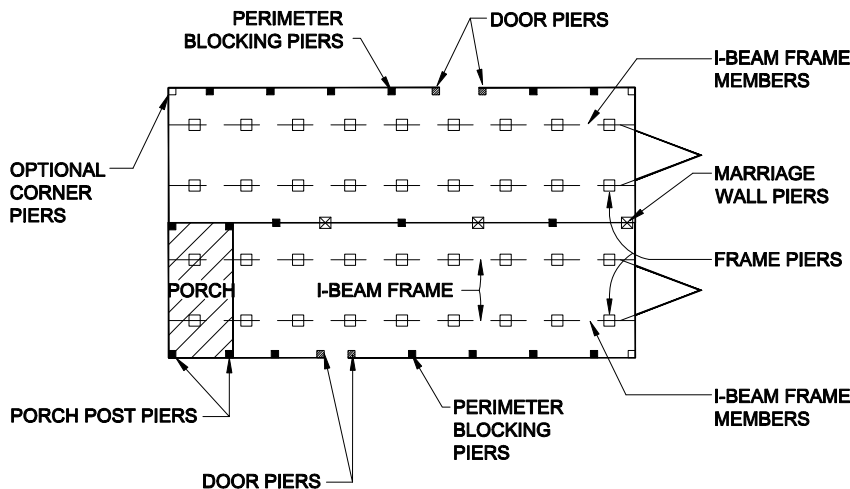 PERIMETER
BLOCKING PIERS
DOOR PIERS
I-BEAM FRAME
MEMBERS
OPTIONAL
CORNER
PIERS
MARRIAGE
WALL PIERS
FRAME PIERS
PORCH
I-BEAM FRAME
I-BEAM FRAME
MEMBERS
PORCH POST PIERS
PERIMETER
BLOCKING
PIERS
DOOR PIERS